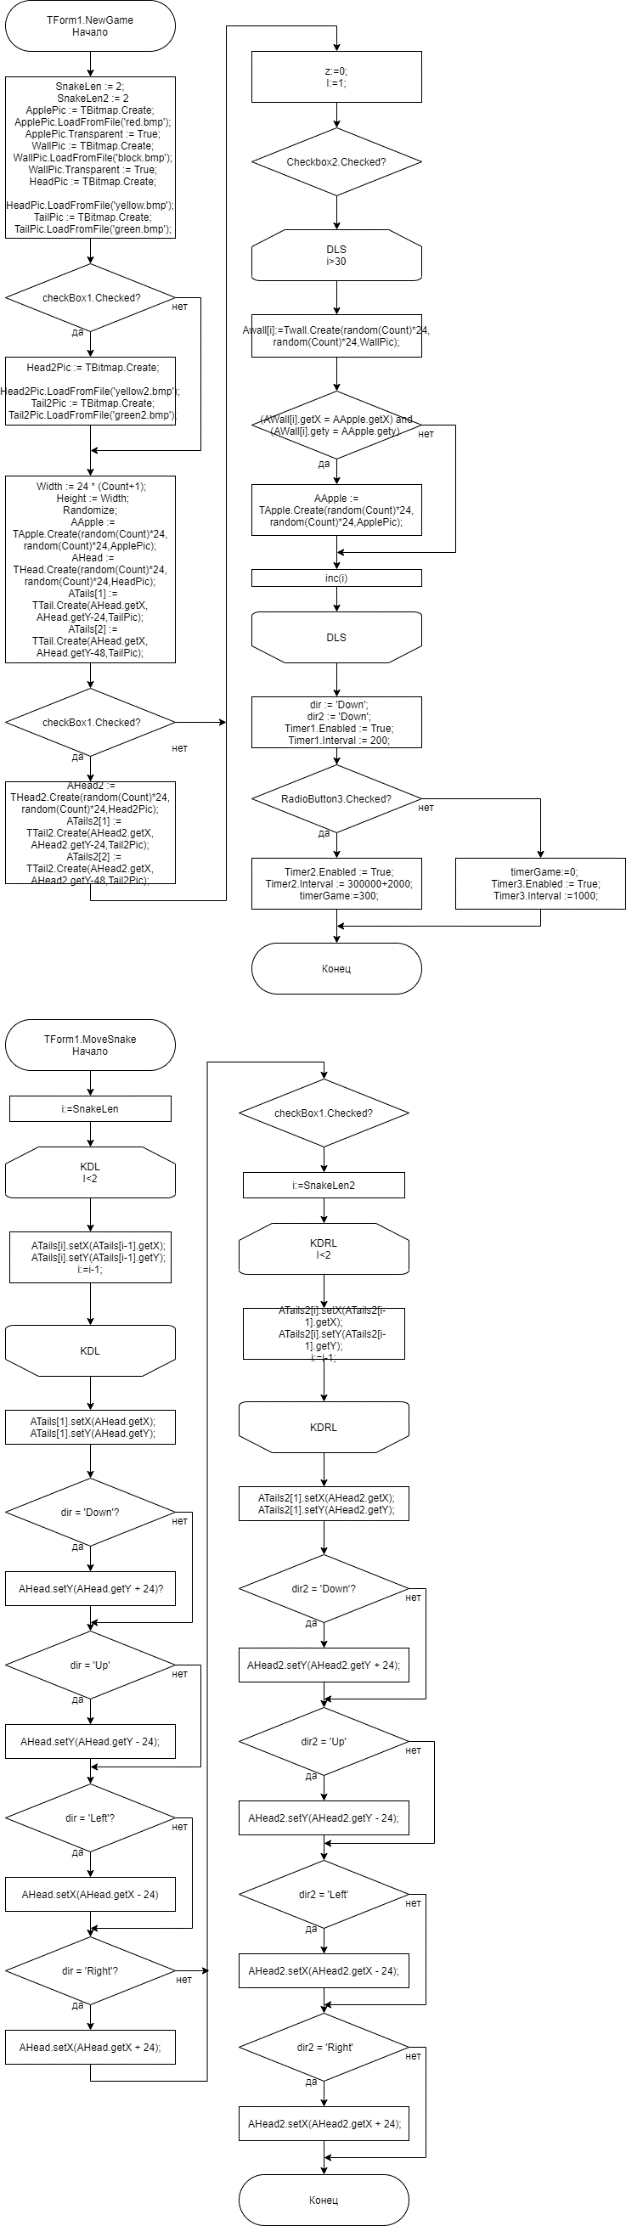 TForm1.NewGame
Начало
SnakeLen := 2;
SnakeLen2 := 2
ApplePic := TBitmap.Create;
ApplePic.LoadFromFile('red.bmp');
ApplePic.Transparent := True;
WallPic := TBitmap.Create;
WallPic.LoadFromFile('block.bmp');
WallPic.Transparent := True;
HeadPic := TBitmap.Create;
HeadPic.LoadFromFile('yellow.bmp');
TailPic := TBitmap.Create;
TailPic.LoadFromFile('green.bmp');
checkBox1.Checked?
нет
да
Head2Pic := TBitmap.Create;
Head2Pic.LoadFromFile('yellow2.bmp');
Tail2Pic := TBitmap.Create;
Tail2Pic.LoadFromFile('green2.bmp');
Width := 24 * (Count+1);
Height := Width;
Randomize;
AApple :=
TApple.Create(random(Count)*24,
random(Count)*24,ApplePic);
AHead :=
THead.Create(random(Count)*24,
random(Count)*24,HeadPic);
ATails[1] :=
TTail.Create(AHead.getX,
AHead.getY-24,TailPic);
ATails[2] :=
TTail.Create(AHead.getX,
AHead.getY-48,TailPic);
checkBox1.Checked?
нет
да
AHead2 :=
THead2.Create(random(Count)*24,
random(Count)*24,Head2Pic);
ATails2[1] :=
TTail2.Create(AHead2.getX,
AHead2.getY-24,Tail2Pic);
ATails2[2] :=
TTail2.Create(AHead2.getX,
AHead2.getY-48,Tail2Pic);
z:=0;
I:=1;
Checkbox2.Checked?
DLS
i>30
Awall[i]:=Twall.Create(random(Count)*24,
random(Count)*24,WallPic);
(AWall[i].getX = AApple.getX) and
(AWall[i].gety = AApple.gety)
нет
да
AApple :=
TApple.Create(random(Count)*24,
random(Count)*24,ApplePic);
inc(i)
DLS
dir := 'Down';
dir2 := 'Down';
Timer1.Enabled := True;
Timer1.Interval := 200;
RadioButton3.Checked?
нет
да
Timer2.Enabled := True;
Timer2.Interval := 300000+2000;
timerGame:=300;
timerGame:=0;
Timer3.Enabled := True;
Timer3.Interval :=1000;
Конец
TForm1.MoveSnake
Начало
i:=SnakeLen
KDL
I<2
ATails[i].setX(ATails[i-1].getX);
ATails[i].setY(ATails[i-1].getY);
i:=i-1;
KDL
ATails[1].setX(AHead.getX);
ATails[1].setY(AHead.getY);
dir = 'Down'?
нет
да
AHead.setY(AHead.getY + 24)?
dir = 'Up'
нет
да
AHead.setY(AHead.getY - 24);
dir = 'Left'?
нет
да
AHead.setX(AHead.getX - 24)
dir = 'Right'?
нет
да
AHead.setX(AHead.getX + 24);
checkBox1.Checked?
i:=SnakeLen2
KDRL
I<2
ATails2[i].setX(ATails2[i-
1].getX);
ATails2[i].setY(ATails2[i-
1].getY);
i:=i-1;
KDRL
ATails2[1].setX(AHead2.getX);
ATails2[1].setY(AHead2.getY);
dir2 = 'Down'?
нет
да
AHead2.setY(AHead2.getY + 24);
dir2 = 'Up'
нет
да
AHead2.setY(AHead2.getY - 24);
dir2 = 'Left'
нет
да
AHead2.setX(AHead2.getX - 24);
dir2 = 'Right'
нет
да
AHead2.setX(AHead2.getX + 24);
Конец